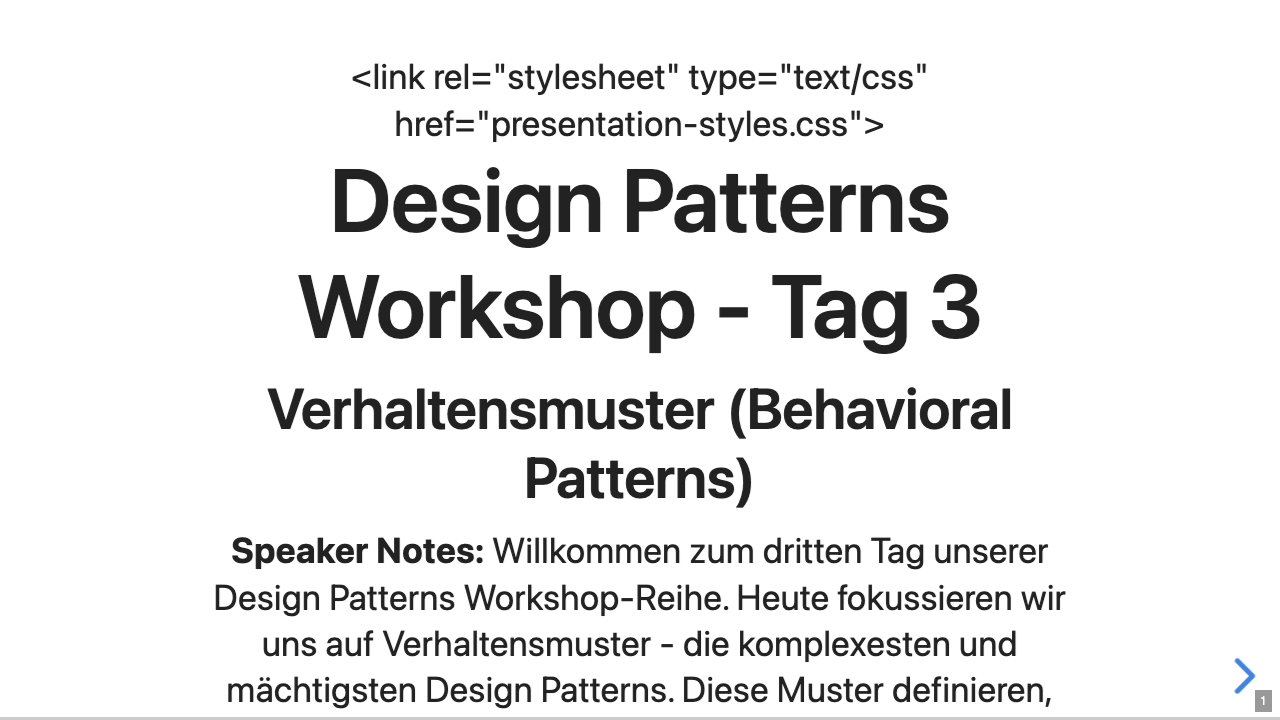 <link rel="stylesheet" type="text/css"
href="presentation-styles.css">
Design Patterns
Workshop - Tag 3
Verhaltensmuster (Behavioral
Patterns)
Speaker Notes: Willkommen zum dritten Tag unserer
Design Patterns Workshop-Reihe. Heute fokussieren wir
uns auf Verhaltensmuster - die komplexesten und
mächtigsten Design Patterns. Diese Muster definieren,
1